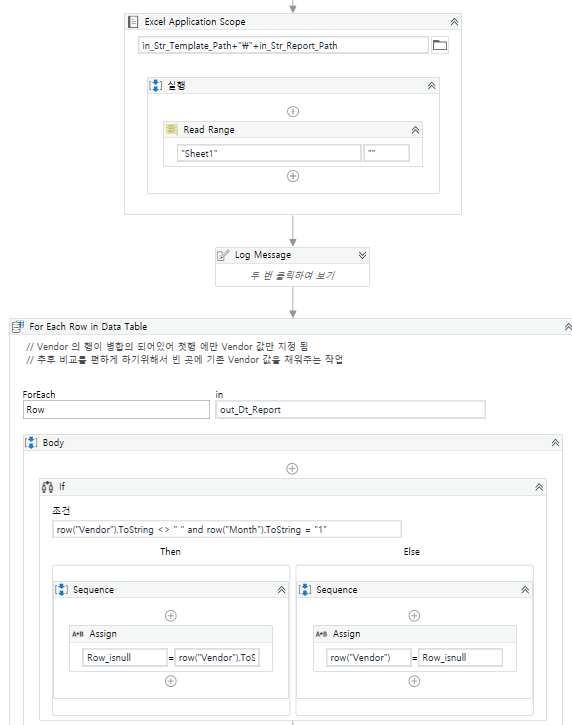 Excel Application Scope
in_Str_Template_Path+"₩"+in_Str_Report_Path
실행
Read Range
"Sheet1" ""
Log Message
두 번 클릭하여 보기
For Each Row in Data Table
// Vendor 의 행이 병합의 되어있어 첫행 에만 Vendor 값만 지정 됨
// 추후 비교를 편하게 하기위해서 빈 곳에 기존 Vendor 값을 채워주는 작업
ForEach in
Row out_Dt_Report
Body
If
조건
row("Vendor").ToString <> " " and row("Month").ToString = "1"
Then Else
Sequence Sequence
A+B Assign A+B Assign
Row_isnull = row("Vendor").ToS row("Vendor") = Row_isnull